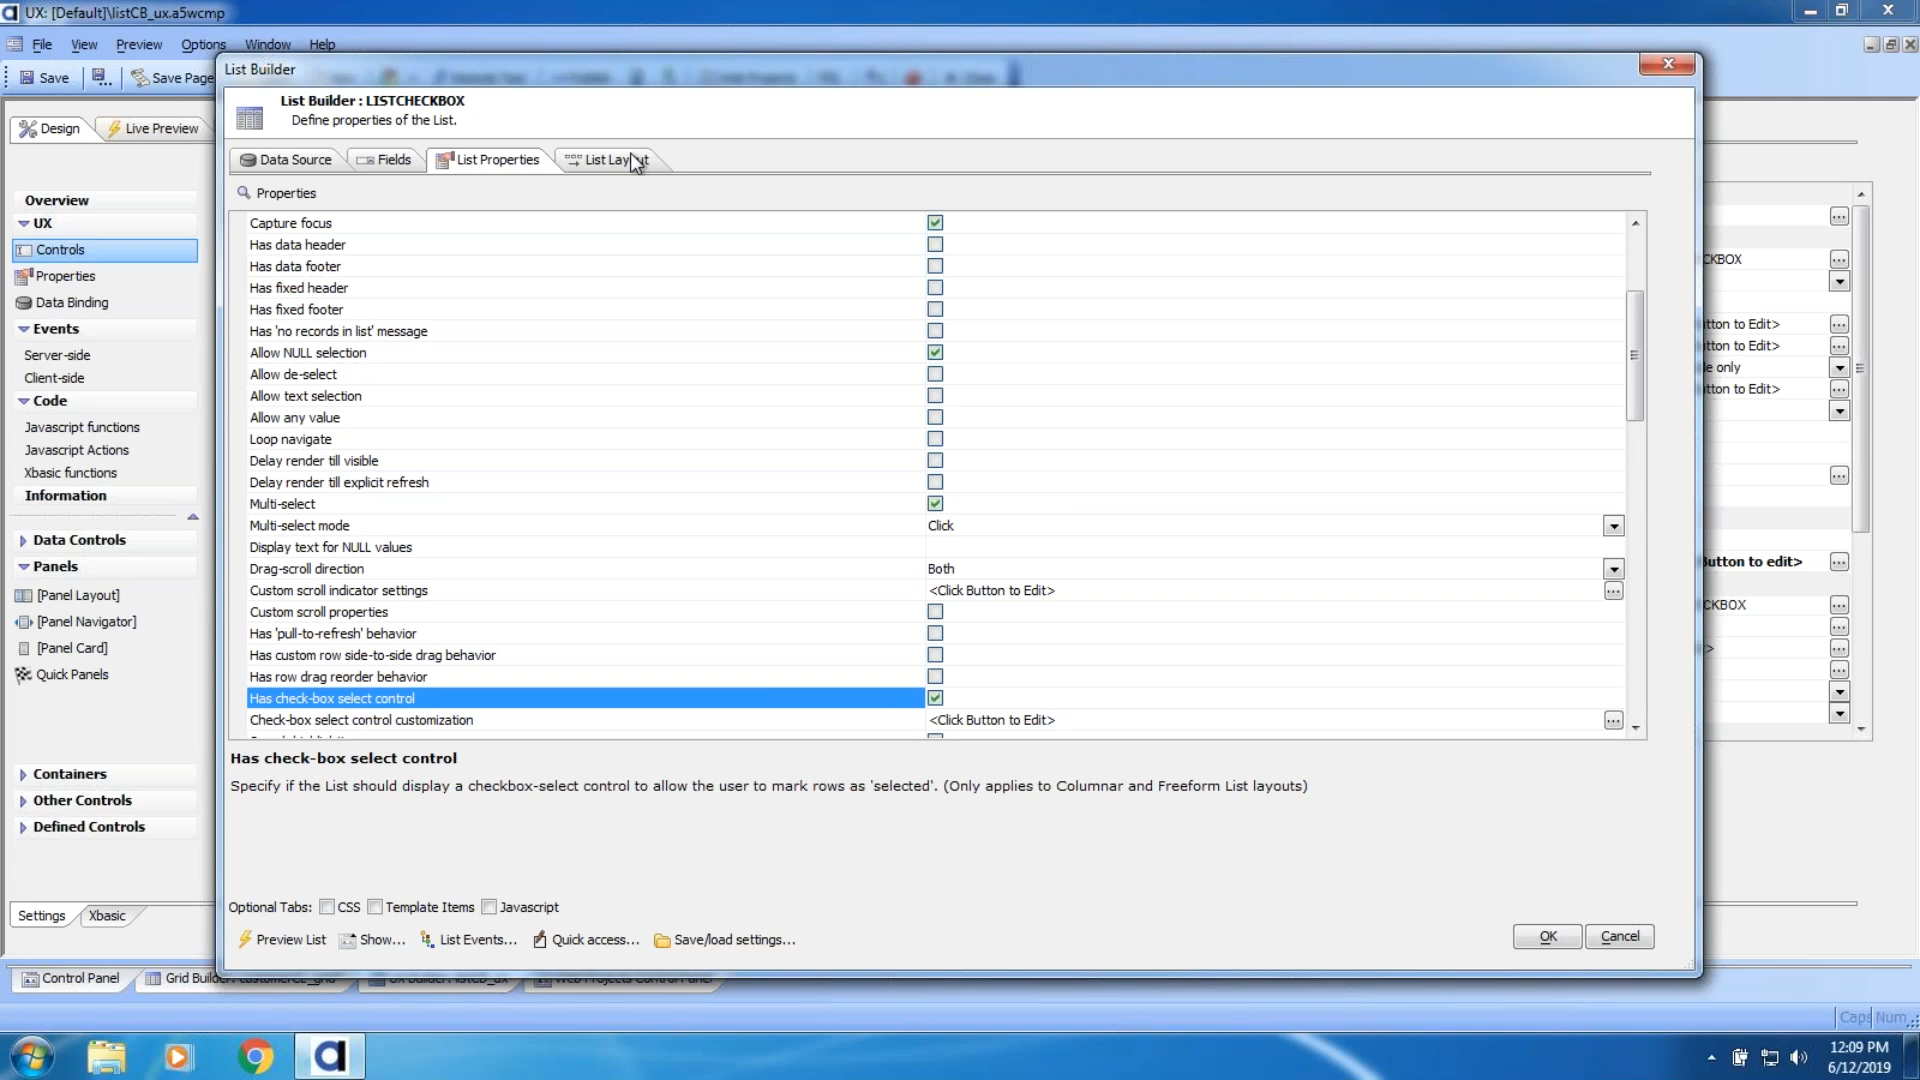 UX: [Default]\listCB_ux.a5wcmp
File View Preview Options Window Help
Save Save Page
List Builder
List Builder : LISTCHECKBOX
Define properties of the List.
Design Live Preview
Data Source Fields List Properties List Layout
Properties
Overview
UX
Controls
Properties
Data Binding
Events
Server-side
Client-side
Code
Javascript functions
Javascript Actions
Xbasic functions
Information
Data Controls
Panels
[Panel Layout]
[Panel Navigator]
[Panel Card]
Quick Panels
Containers
Other Controls
Defined Controls
Settings Xbasic
Capture focus
Has data header
Has data footer
Has fixed header
Has fixed footer
Has 'no records in list' message
Allow NULL selection
Allow de-select
Allow text selection
Allow any value
Loop navigate
Delay render till visible
Delay render till explicit refresh
Multi-select
Multi-select mode Click
Display text for NULL values
Drag-scroll direction Both
Custom scroll indicator settings <Click Button to Edit>
Custom scroll properties
Has 'pull-to-refresh' behavior
Has custom row side-to-side drag behavior
Has row drag reorder behavior
Has check-box select control
Check-box select control customization <Click Button to Edit>
Has check-box select control
Specify if the List should display a checkbox-select control to allow the user to mark rows as 'selected'. (Only applies to Columnar and Freeform List layouts)
Optional Tabs: CSS Template Items Javascript
Preview List Show... List Events... Quick access... Save/load settings...
OK Cancel
CKBOX
tton to Edit>
tton to Edit>
le only
tton to Edit>
Button to edit>
CKBOX
>
Control Panel Grid Builder: customerCL_grid UX Builder: listCB_ux Web Projects Control Panel
Caps Num
12:09 PM
6/12/2019